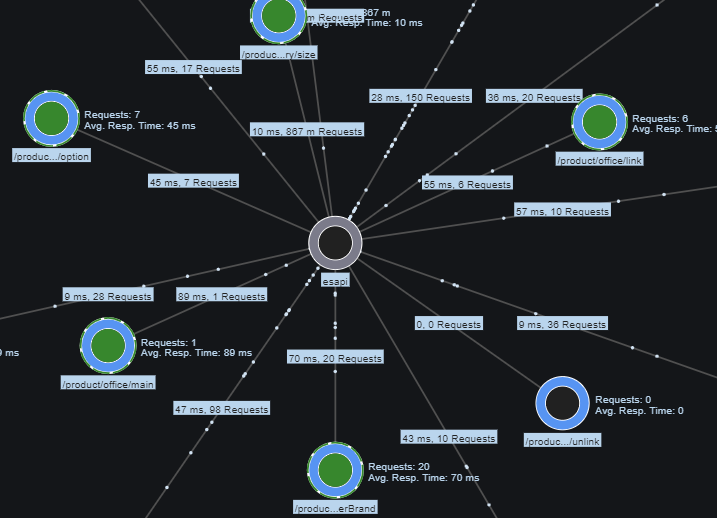 867 m
m Requests
Avg. Resp. Time: 10 ms
/produc...ry/size
55 ms, 17 Requests
28 ms, 150 Requests
36 ms, 20 Requests
Requests: 7
Avg. Resp. Time: 45 ms
/produc.../option
10 ms, 867 m Requests
Requests: 6
Avg. Resp. Time:
/product/office/link
45 ms, 7 Requests
55 ms, 6 Requests
57 ms, 10 Requests
esapi
9 ms, 28 Requests
89 ms, 1 Requests
0, 0 Requests
9 ms, 36 Requests
9 ms
Requests: 1
Avg. Resp. Time: 89 ms
70 ms, 20 Requests
/product/office/main
47 ms, 98 Requests
Requests: 0
Avg. Resp. Time: 0
43 ms, 10 Requests
/produc.../unlink
Requests: 20
Avg. Resp. Time: 70 ms
/produc...erBrand